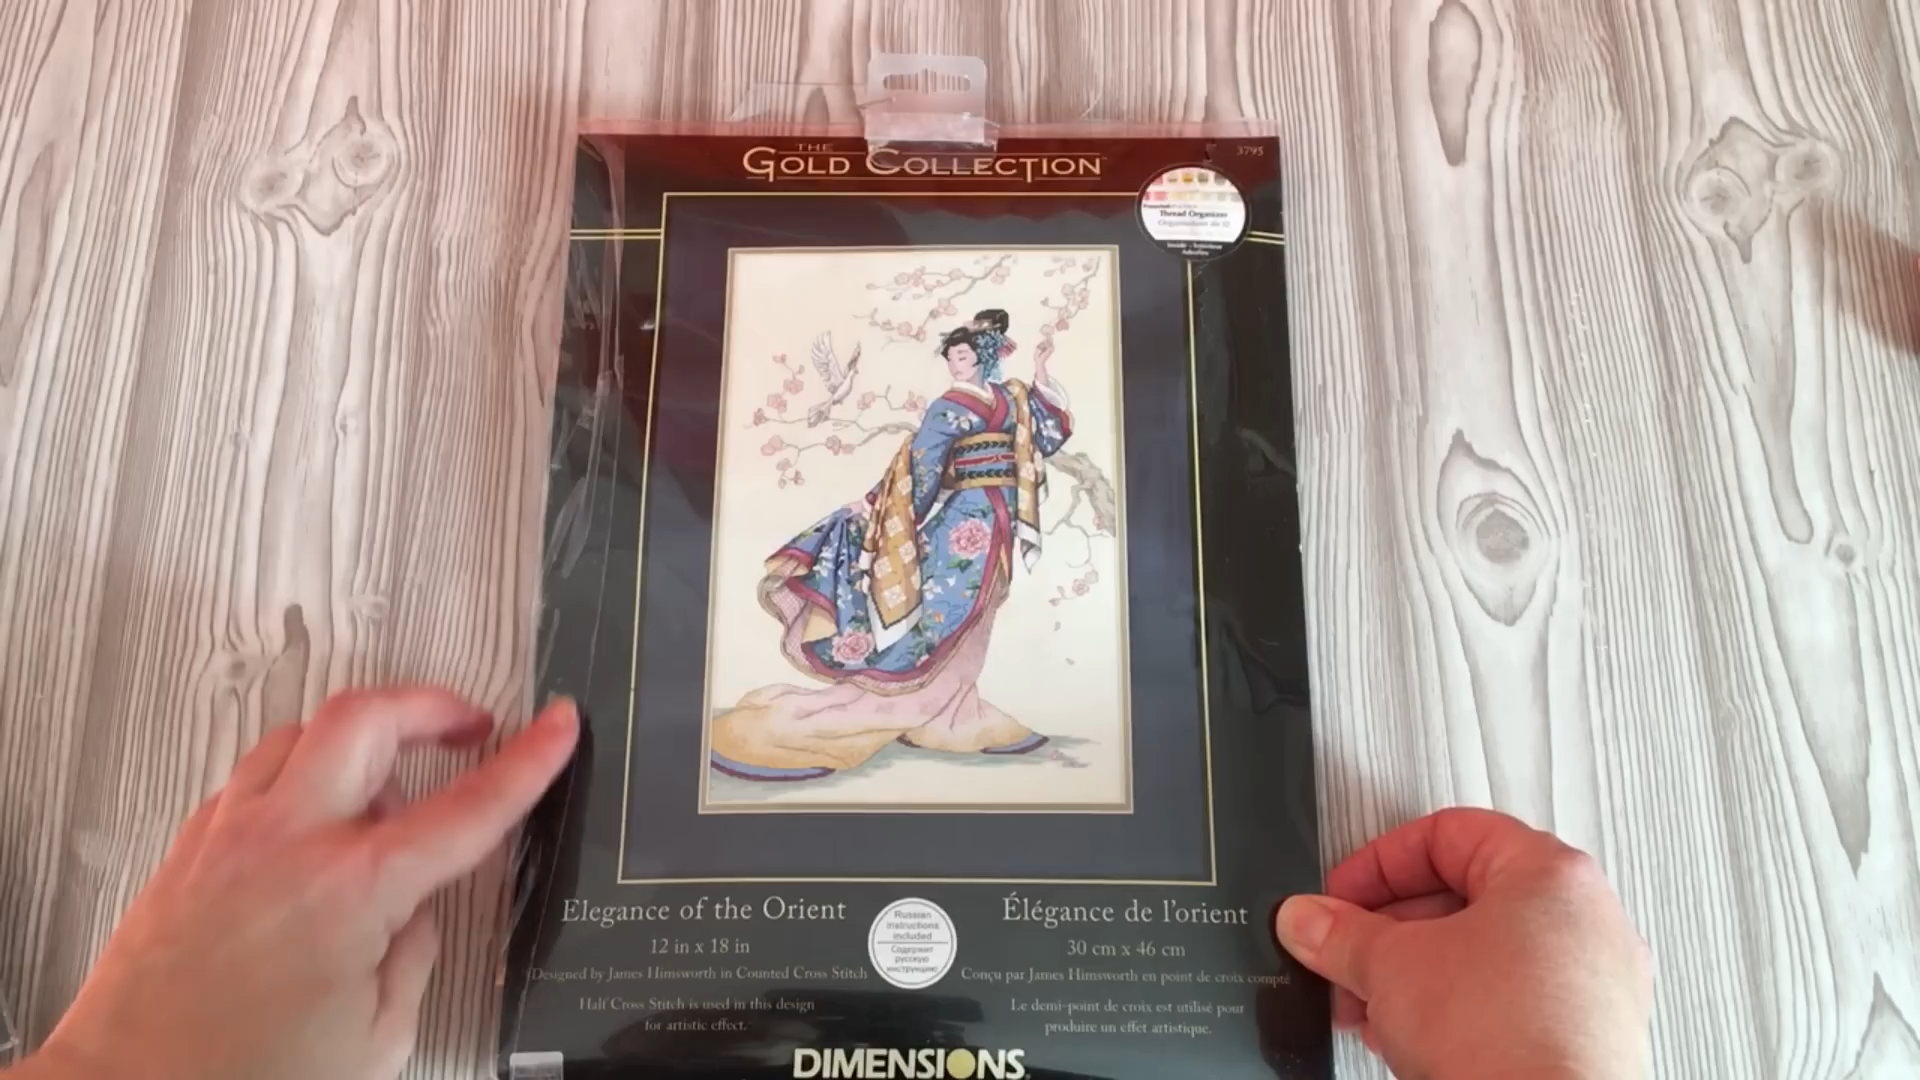 THE
GOLD COLLECTION
3795
Thread Organizer
Inside - Intérieur
Elegance of the Orient
12 in x 18 in
Designed by James Himsworth in Counted Cross Stitch
Half Cross Stitch is used in this design
for artistic effect.
Russian
instructions
included
Содержит
русскую
инструкцию
Élégance de l'orient
30 cm x 46 cm
Conçu par James Himsworth en point de croix compté
Le demi-point de croix est utilisé pour
produire un effet artistique.
DIMENSIONS